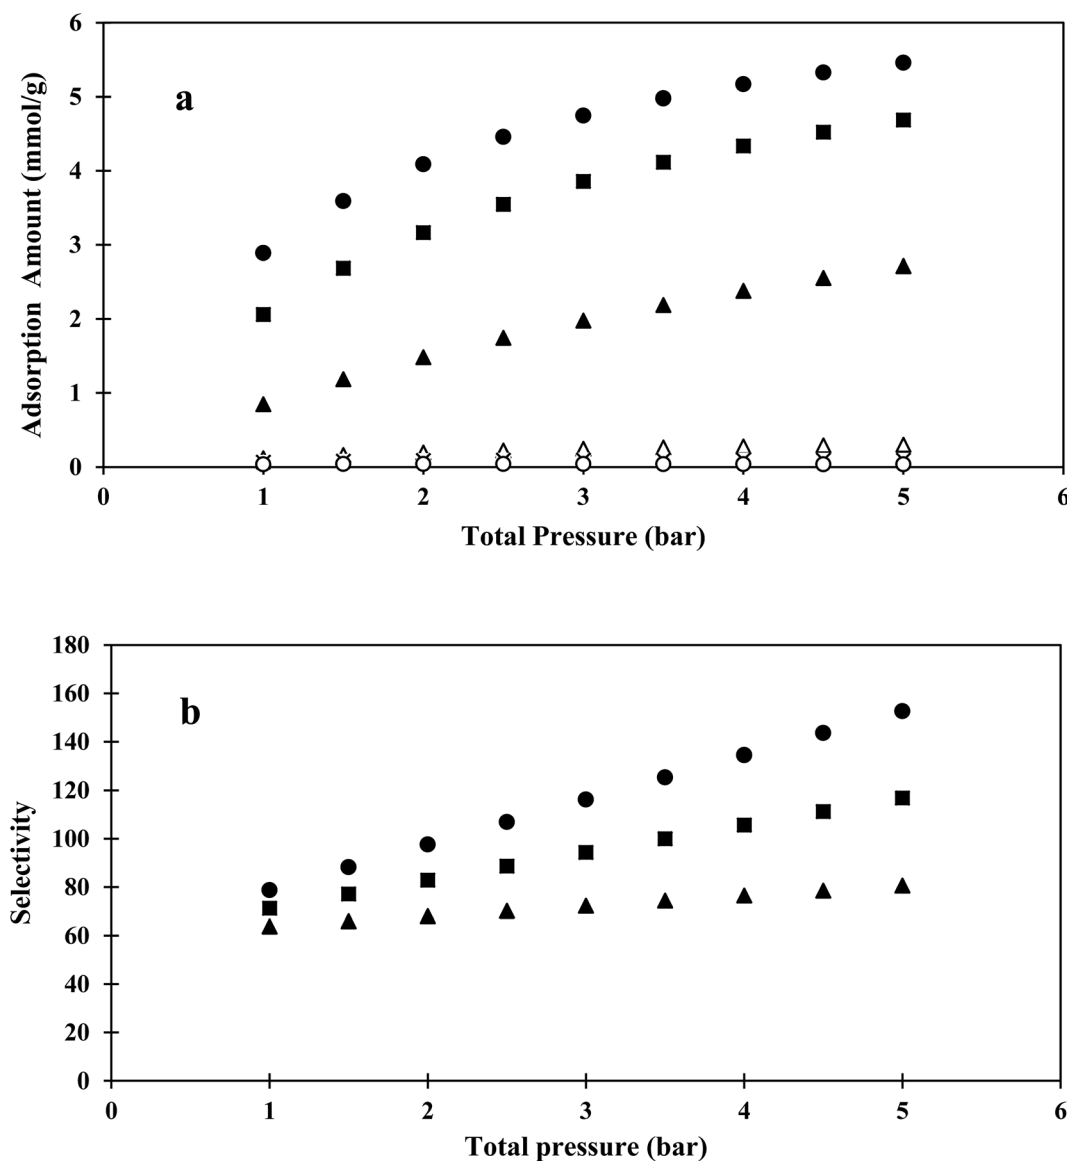 6
5
4
3
2
1
0
Adsorption Amount (mmol/g)
a
0 1 2 3 4 5 6
Total Pressure (bar)
180
160
140
120
100
80
60
40
20
0
Selectivity
b
0 1 2 3 4 5 6
Total pressure (bar)